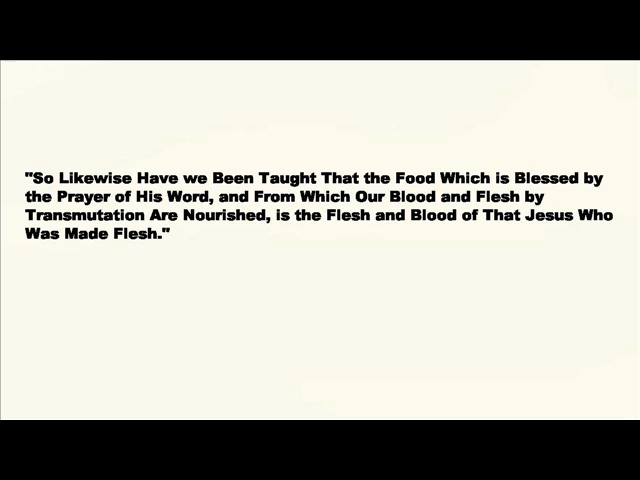 "So Likewise Have we Been Taught That the Food Which is Blessed by
the Prayer of His Word, and From Which Our Blood and Flesh by
Transmutation Are Nourished, is the Flesh and Blood of That Jesus Who
Was Made Flesh."